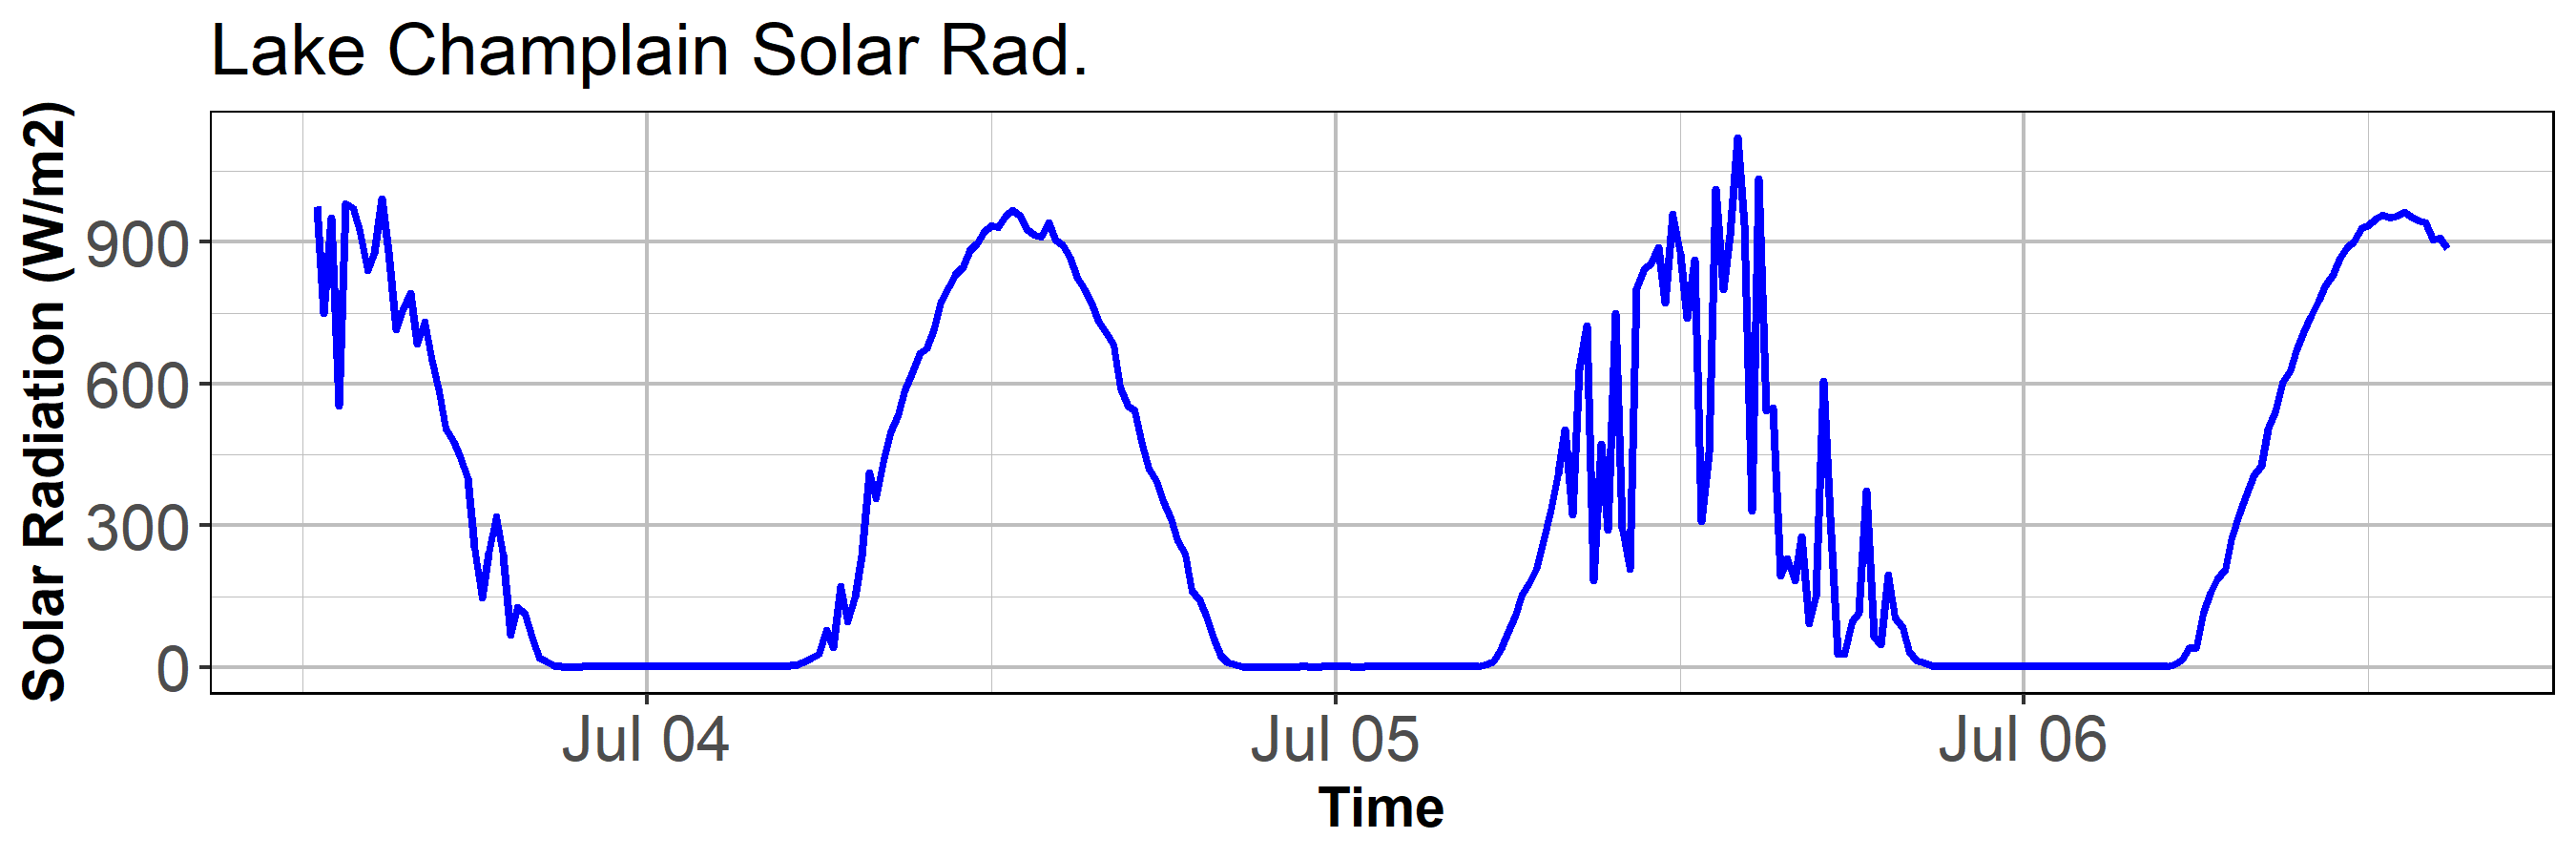 Lake Champlain Solar Rad.
Solar Radiation (W/m2)
900
600
300
0
Jul 04
Jul 05
Jul 06
Time